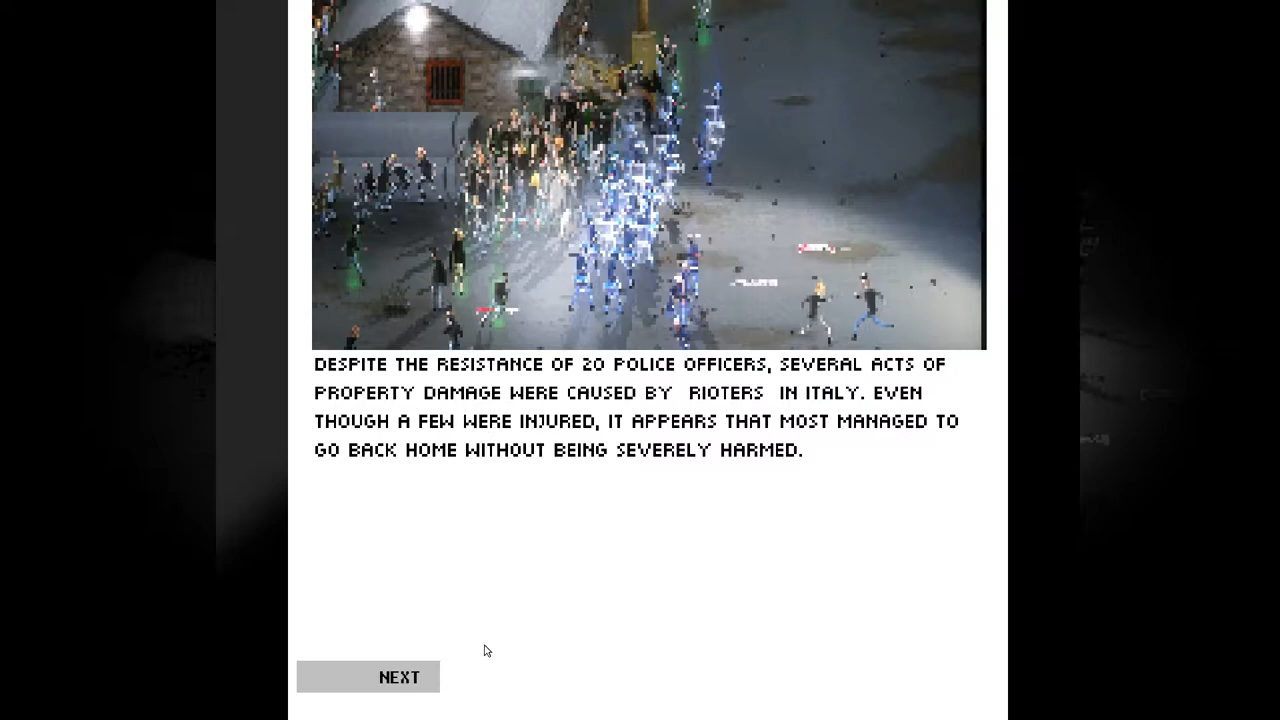 DESPITE THE RESISTANCE OF 20 POLICE OFFICERS, SEVERAL ACTS OF
PROPERTY DAMAGE WERE CAUSED BY  RIOTERS  IN ITALY. EVEN
THOUGH A FEW WERE INJURED, IT APPEARS THAT MOST MANAGED TO
GO BACK HOME WITHOUT BEING SEVERELY HARMED.
NEXT